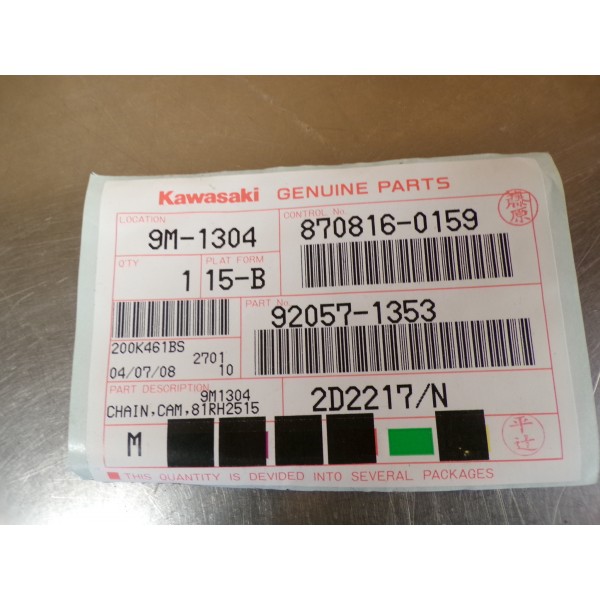 Kawasaki GENUINE PARTS
LOCATION
9M-1304
CONTROL No.
870816-0159
Q'TY
1
PLAT FORM
15-B
PART No.
92057-1353
200K461BS
2701
04/07/08
10
PART DESCRIPTION
9M1304
CHAIN,CAM,81RH2515
2D2217/N
M
平辻
THIS QUANTITY IS DEVIDED INTO SEVERAL PACKAGES